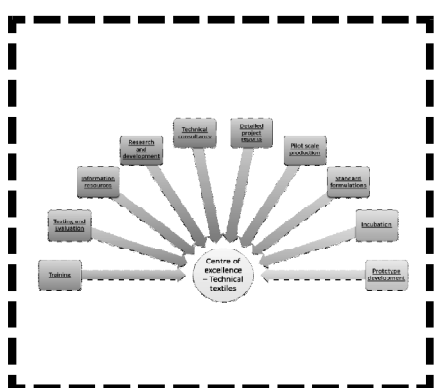 Technical
consultancy
Detailed
project
reports
Research
and
development
Pilot scale
production
Information
resources
Standard
formulations
Testing and
evaluation
Incubation
Training
Centre of
excellence
– Technical
textiles
Prototype
development